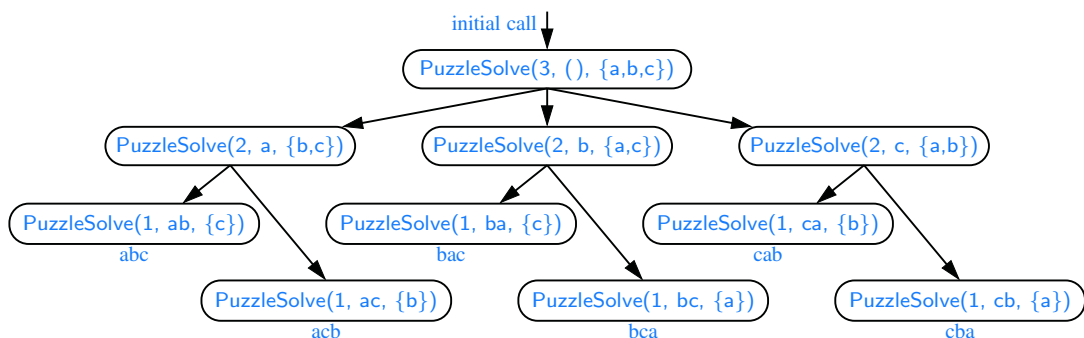 initial call
PuzzleSolve(3, ( ), {a,b,c})
PuzzleSolve(2, a, {b,c})
PuzzleSolve(2, b, {a,c})
PuzzleSolve(2, c, {a,b})
PuzzleSolve(1, ab, {c})
PuzzleSolve(1, ba, {c})
PuzzleSolve(1, ca, {b})
abc
bac
cab
PuzzleSolve(1, ac, {b})
PuzzleSolve(1, bc, {a})
PuzzleSolve(1, cb, {a})
acb
bca
cba